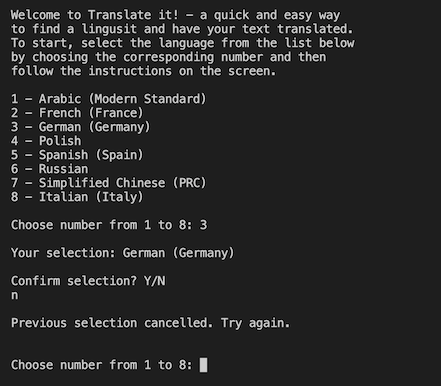 Welcome to Translate it! - a quick and easy way
to find a lingusit and have your text translated.
To start, select the language from the list below
by choosing the corresponding number and then
follow the instructions on the screen.
1 - Arabic (Modern Standard)
2 - French (France)
3 - German (Germany)
4 - Polish
5 - Spanish (Spain)
6 - Russian
7 - Simplified Chinese (PRC)
8 - Italian (Italy)
Choose number from 1 to 8: 3
Your selection: German (Germany)
Confirm selection? Y/N
n
Previous selection cancelled. Try again.
Choose number from 1 to 8: